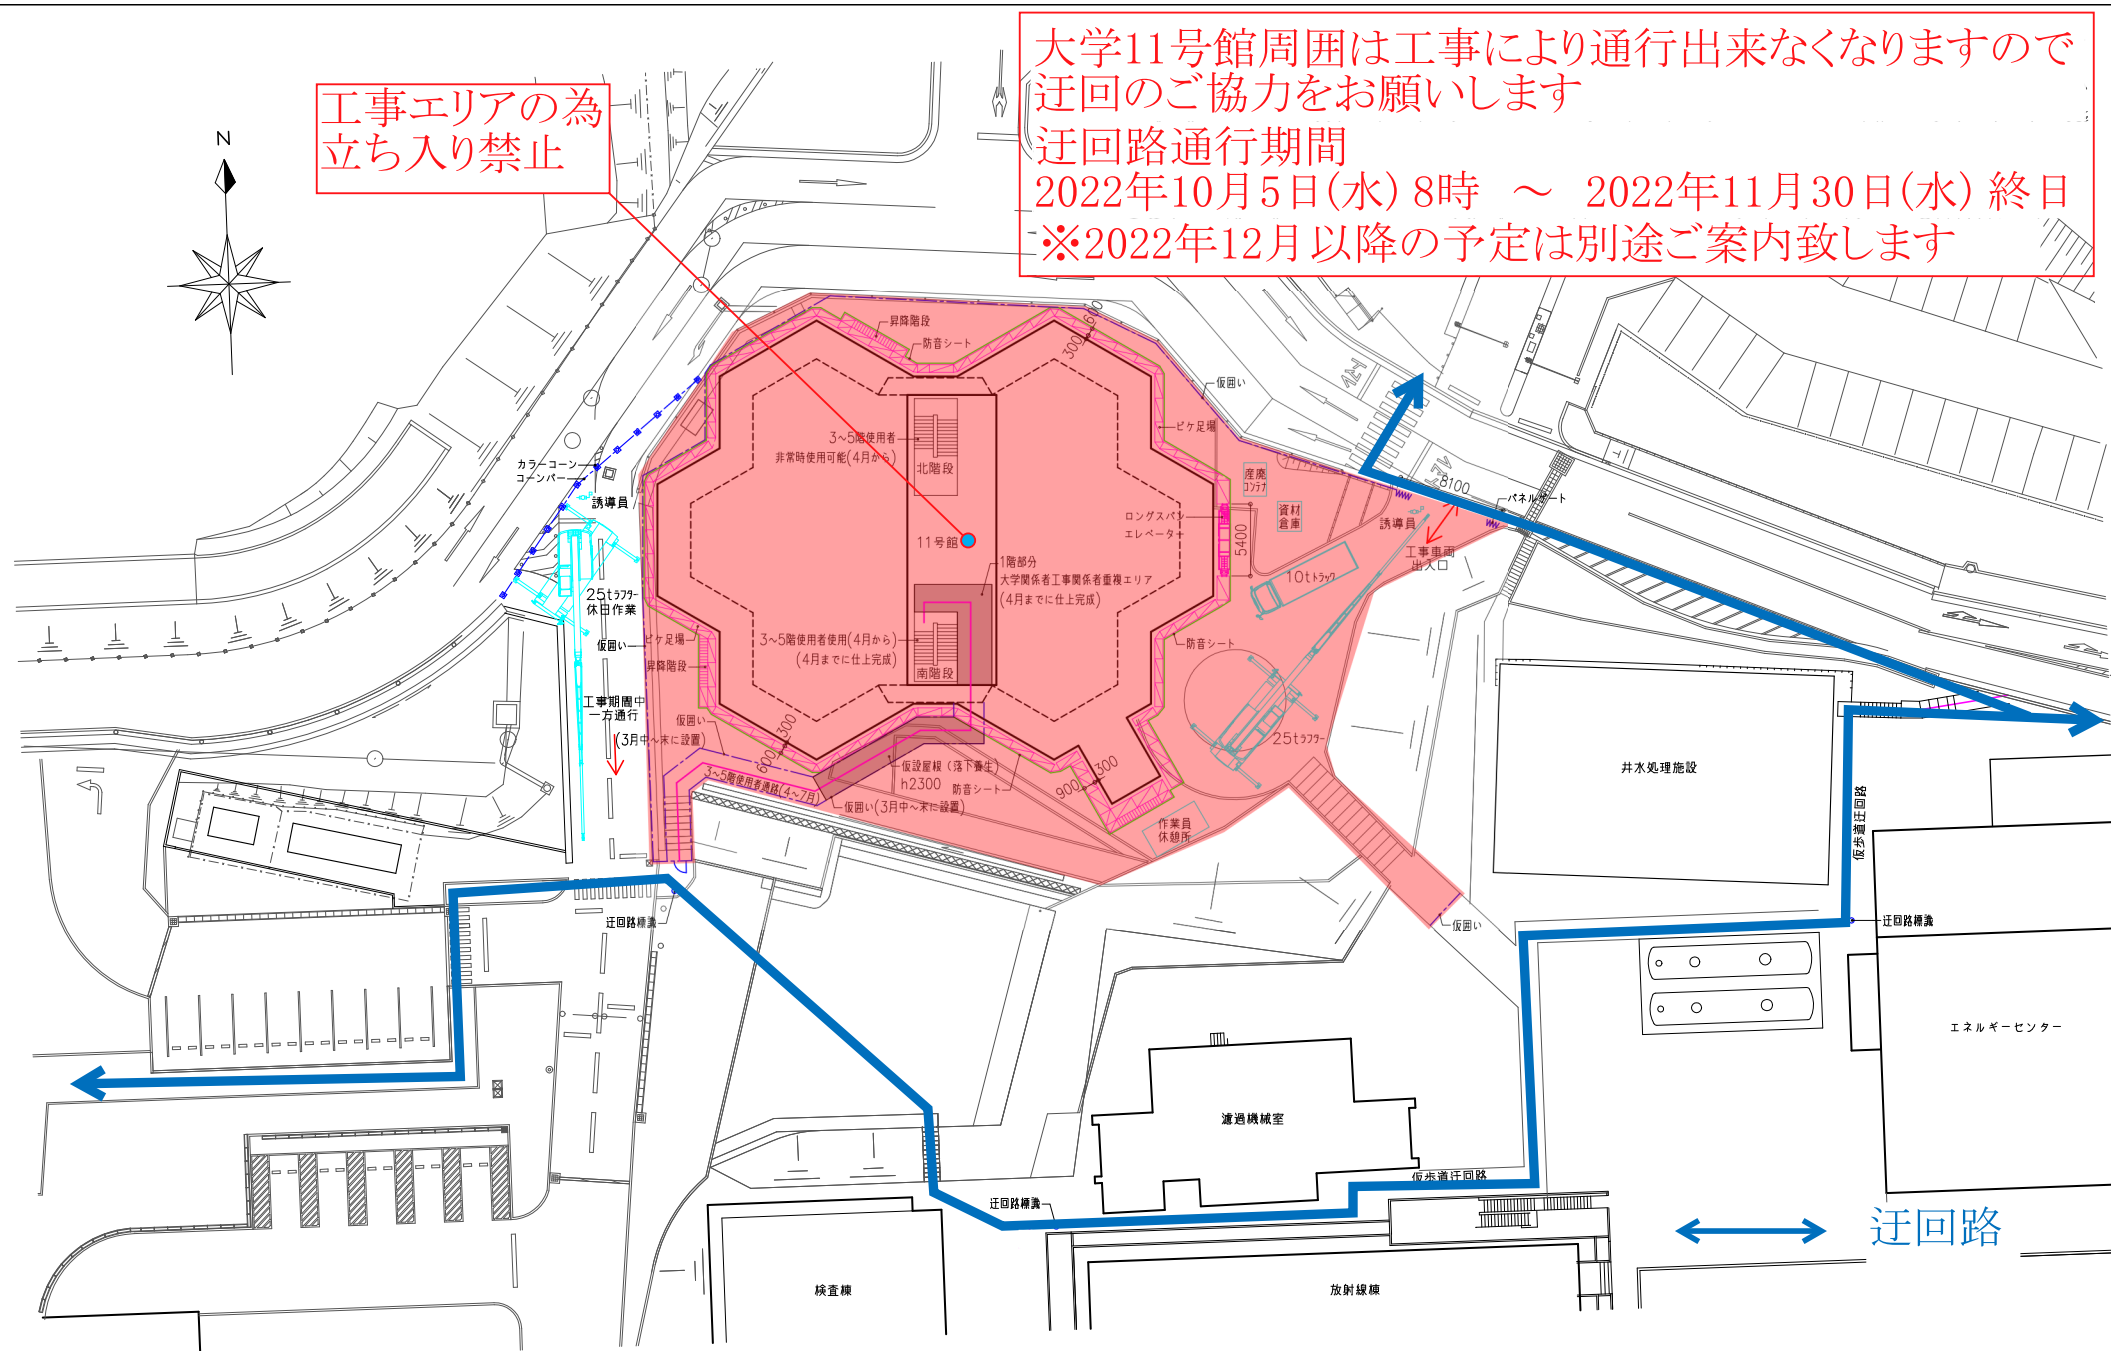 大学11号館周囲は工事により通行出来なくなりますので
迂回のご協力をお願いします
迂回路通行期間
2022年10月5日(水) 8時 ～ 2022年11月30日(水) 終日
※2022年12月以降の予定は別途ご案内致します
工事エリアの為
立ち入り禁止
N
昇降階段
防音シート
300
600
仮囲い
ビケ足場
3~5階使用者
非常時使用可能(4月から)
北階段
カラーコーン
コーンバー
誘導員
産廃
コンテナ
資材
倉庫
ロングスパン
エレベーター
5400
8100
パネルゲート
誘導員
工事車両
出入口
10tトラック
11号館
1階部分
大学関係者工事関係者重複エリア
(4月までに仕上完成)
25tラフター
休日作業
仮囲い
ビケ足場
昇降階段
3~5階使用者使用(4月から)
(4月までに仕上完成)
南階段
防音シート
工事期間中
一方通行
仮囲い
(3月中~末に設置)
600
300
3~5階使用者通路(4~7月)
仮設屋根（落下養生）
h2300
防音シート
仮囲い(3月中~末に設置)
900
300
25tラフター
作業員
休憩所
井水処理施設
仮歩道迂回路
迂回路標識
仮囲い
迂回路標識
エネルギーセンター
濾過機械室
仮歩道迂回路
迂回路標識
迂回路
検査棟
放射線棟